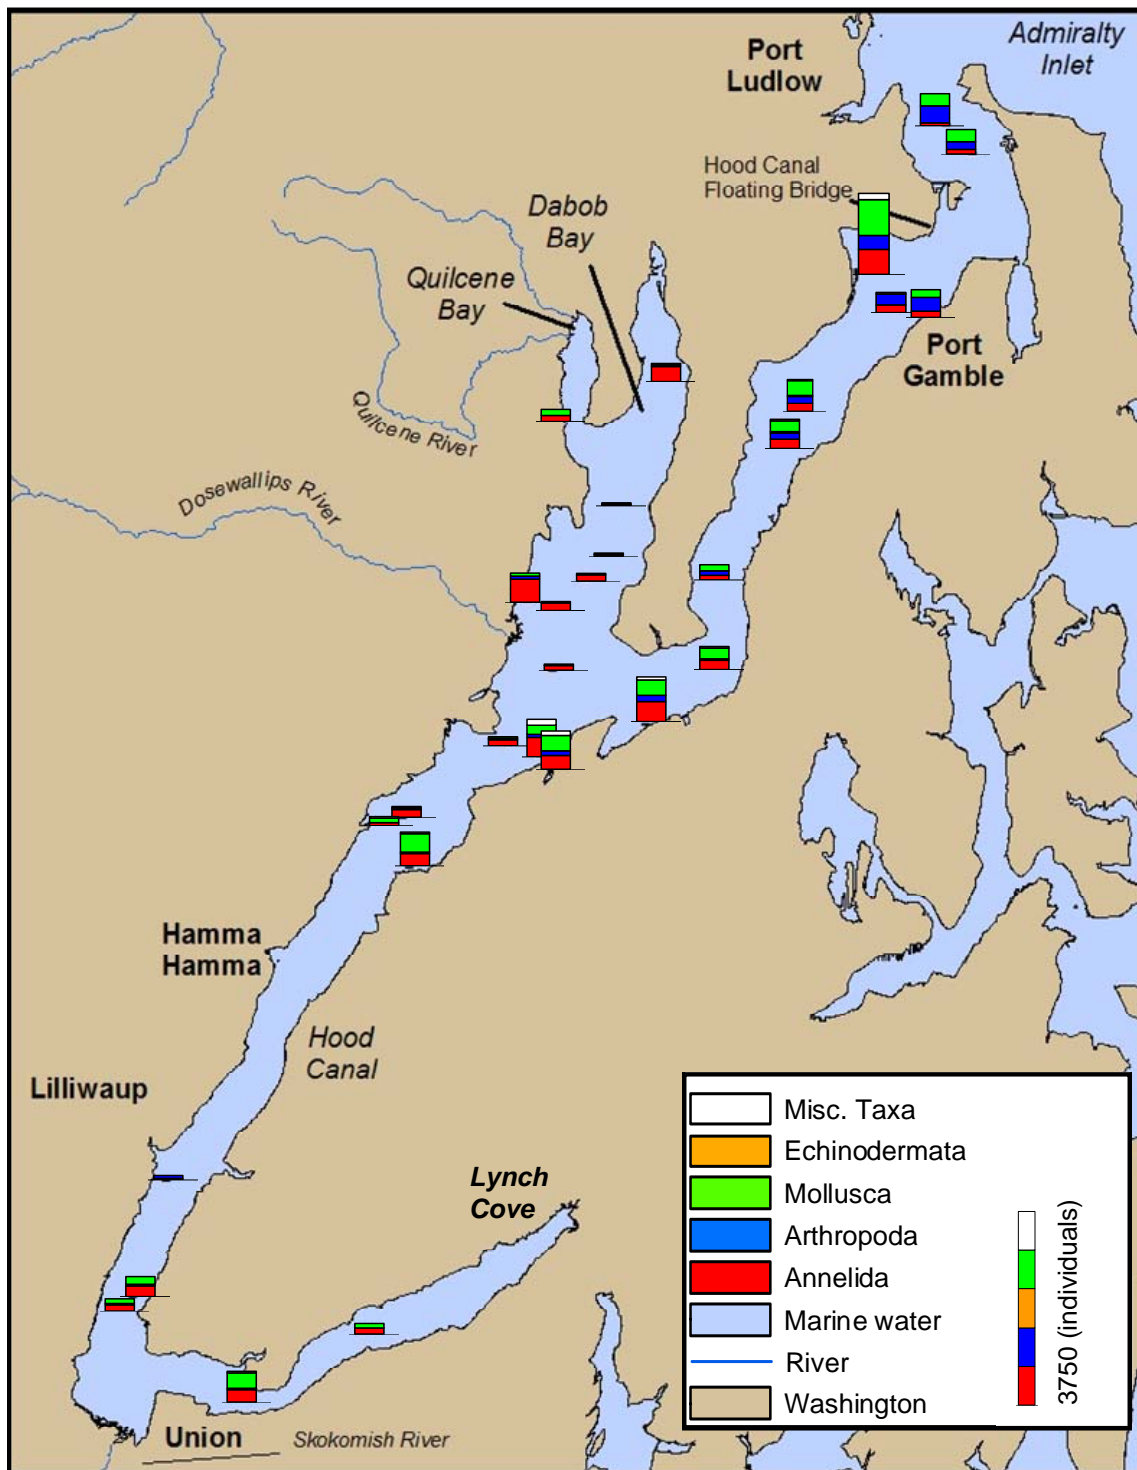 Admiralty
Inlet
Port
Ludlow
Hood Canal
Floating Bridge
Dabob
Bay
Quilcene
Bay
Port
Gamble
Quilcene River
Dosewallips River
Hamma
Hamma
Hood
Canal
Lilliwaup
Lynch
Cove
Union
Skokomish River
Misc. Taxa
Echinodermata
Mollusca
Arthropoda
Annelida
Marine water
River
Washington
3750 (individuals)